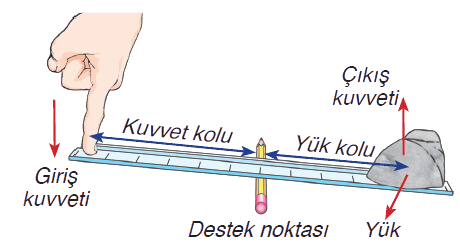 Çıkış
kuvveti
Kuvvet kolu
Yük kolu
Giriş
kuvveti
Destek noktası
Yük